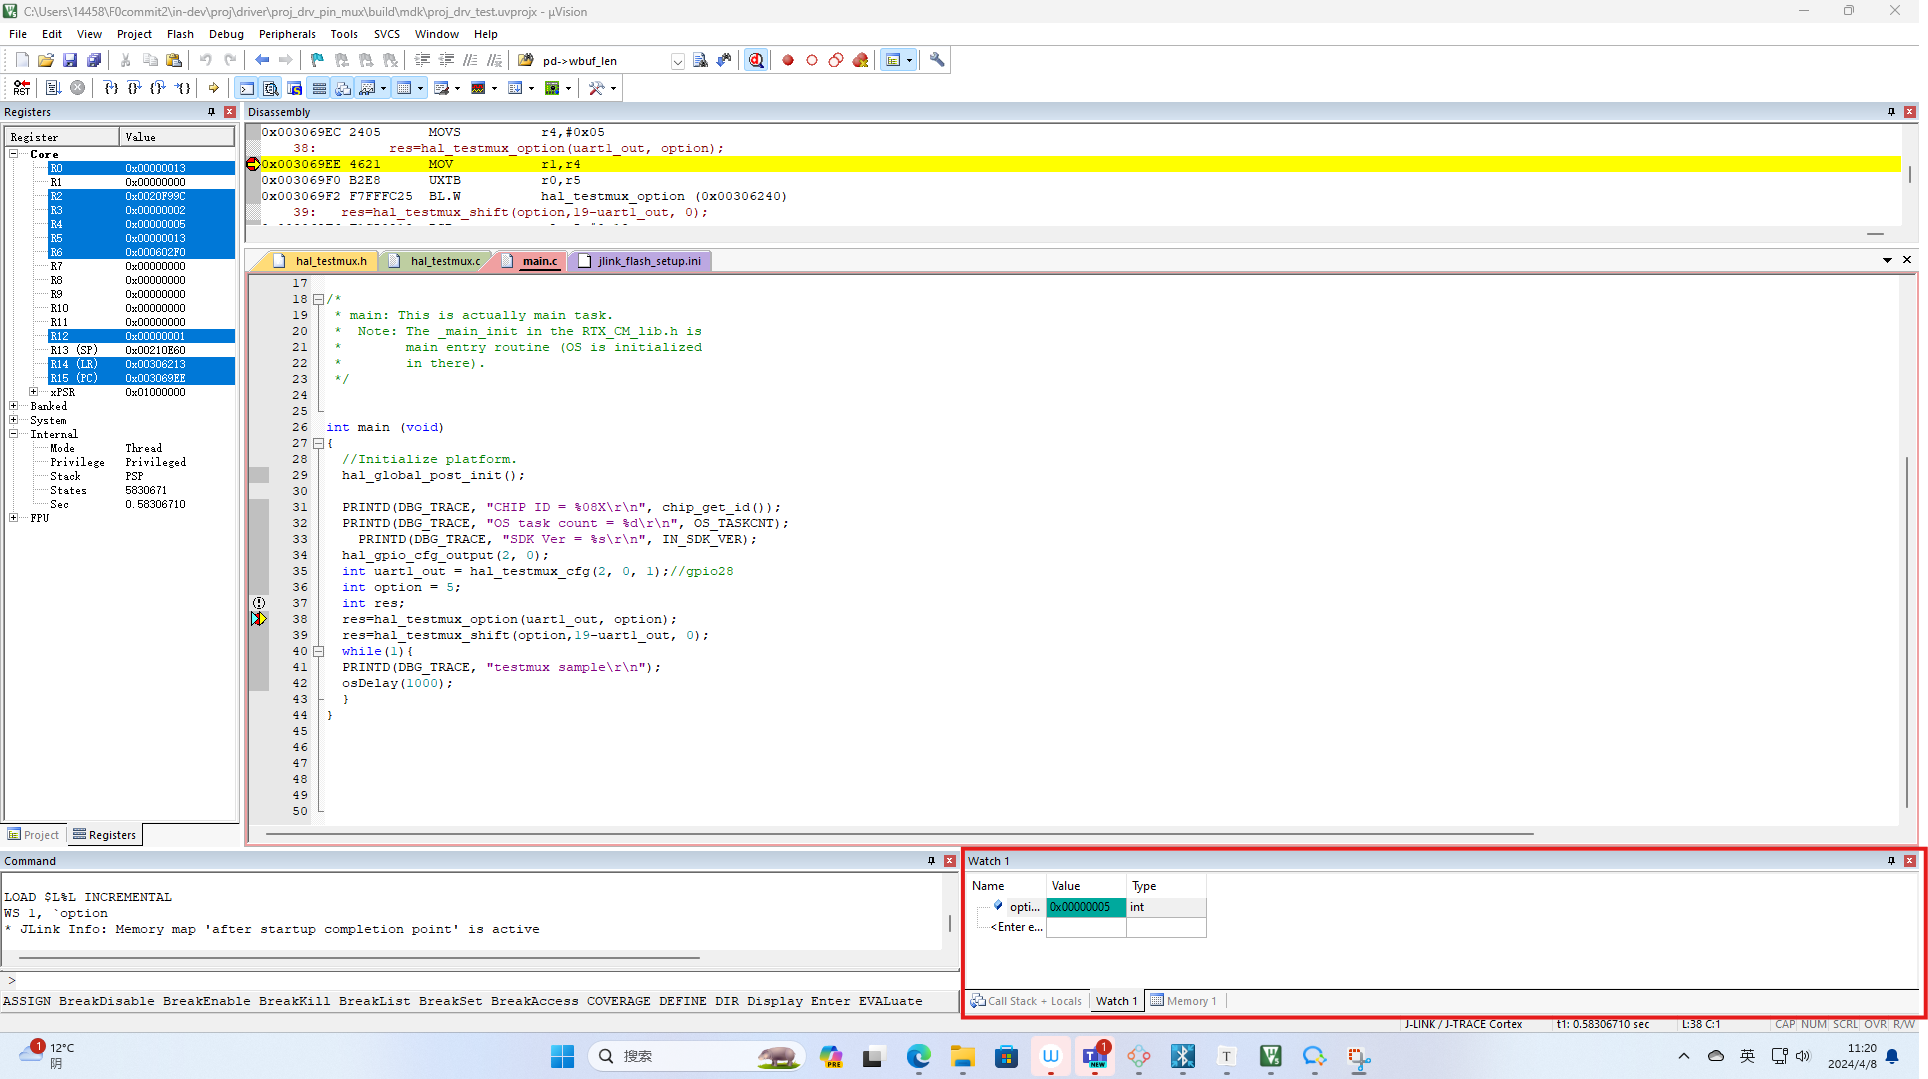 C:\Users\14458\F0commit2\in-dev\proj\driver\proj_drv_pin_mux\build\mdk\proj_drv_test.uvprojx - µVision
File Edit View Project Flash Debug Peripherals Tools SVCS Window Help
pd->wbuf_len
RST
Registers
Register Value
Core
R0 0x00000013
R1 0x00000000
R2 0x0020F99C
R3 0x00000002
R4 0x00000005
R5 0x00000013
R6 0x000602F0
R7 0x00000000
R8 0x00000000
R9 0x00000000
R10 0x00000000
R11 0x00000000
R12 0x00000001
R13 (SP) 0x00210E60
R14 (LR) 0x00306213
R15 (PC) 0x003069EE
xPSR 0x01000000
Banked
System
Internal
Mode Thread
Privilege Privileged
Stack PSP
States 5830671
Sec 0.58306710
FPU
Project Registers
Disassembly
0x003069EC 2405 MOVS r4,#0x05
38: res=hal_testmux_option(uart1_out, option);
0x003069EE 4621 MOV r1,r4
0x003069F0 B2E8 UXTB r0,r5
0x003069F2 F7FFFC25 BL.W hal_testmux_option (0x00306240)
39: res=hal_testmux_shift(option,19-uart1_out, 0);
hal_testmux.h hal_testmux.c main.c jlink_flash_setup.ini
17
18 /*
19 * main: This is actually main task.
20 * Note: The _main_init in the RTX_CM_lib.h is
21 * main entry routine (OS is initialized
22 * in there).
23 */
24
25
26 int main (void)
27 {
28 //Initialize platform.
29 hal_global_post_init();
30
31 PRINTD(DBG_TRACE, "CHIP ID = %08X\r\n", chip_get_id());
32 PRINTD(DBG_TRACE, "OS task count = %d\r\n", OS_TASKCNT);
33 PRINTD(DBG_TRACE, "SDK Ver = %s\r\n", IN_SDK_VER);
34 hal_gpio_cfg_output(2, 0);
35 int uart1_out = hal_testmux_cfg(2, 0, 1);//gpio28
36 int option = 5;
37 int res;
38 res=hal_testmux_option(uart1_out, option);
39 res=hal_testmux_shift(option,19-uart1_out, 0);
40 while(1){
41 PRINTD(DBG_TRACE, "testmux sample\r\n");
42 osDelay(1000);
43 }
44 }
45
46
47
48
49
50
Command
LOAD $L%L INCREMENTAL
WS 1, `option
* JLink Info: Memory map 'after startup completion point' is active
>
ASSIGN BreakDisable BreakEnable BreakKill BreakList BreakSet BreakAccess COVERAGE DEFINE DIR Display Enter EVALuate
Watch 1
Name Value Type
opti... 0x00000005 int
<Enter e...
Call Stack + Locals Watch 1 Memory 1
J-LINK / J-TRACE Cortex t1: 0.58306710 sec L:38 C:1 CAP NUM SCRL OVR R/W
1
12°C
阴
搜索
PRE
1
NEW
T
英
11:20
2024/4/8